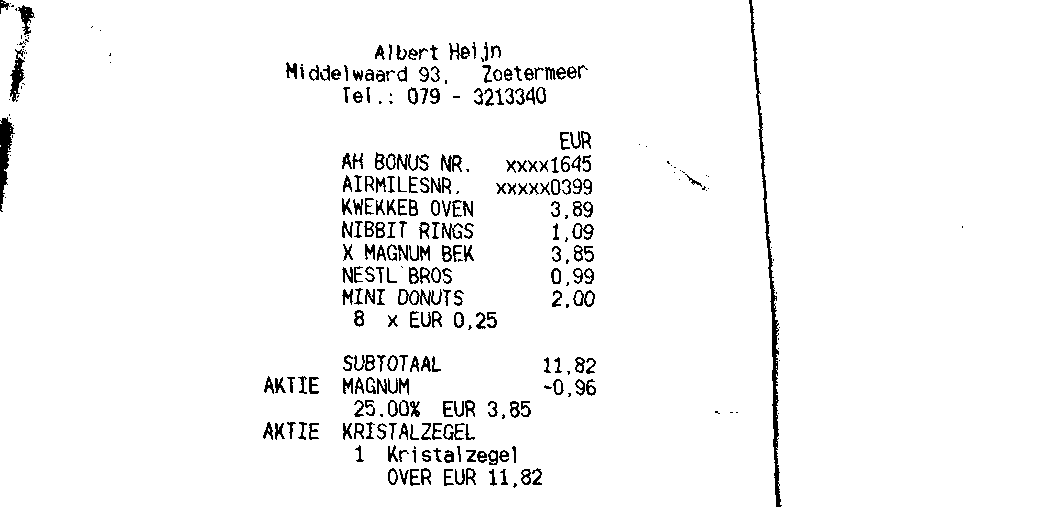 Albert Heijn
Middelwaard 93, Zoetermeer
Tel.: 079 - 3213340
EUR
AH BONUS NR. xxxx1645
AIRMILESNR. xxxxx0399
KWEKKEB OVEN 3,89
NIBBIT RINGS 1,09
X MAGNUM BEK 3,85
NESTL BROS 0,99
MINI DONUTS 2,00
8 x EUR 0,25
SUBTOTAAL 11,82
AKTIE MAGNUM -0,96
25.00% EUR 3,85
AKTIE KRISTALZEGEL
1 Kristalzegel
OVER EUR 11,82